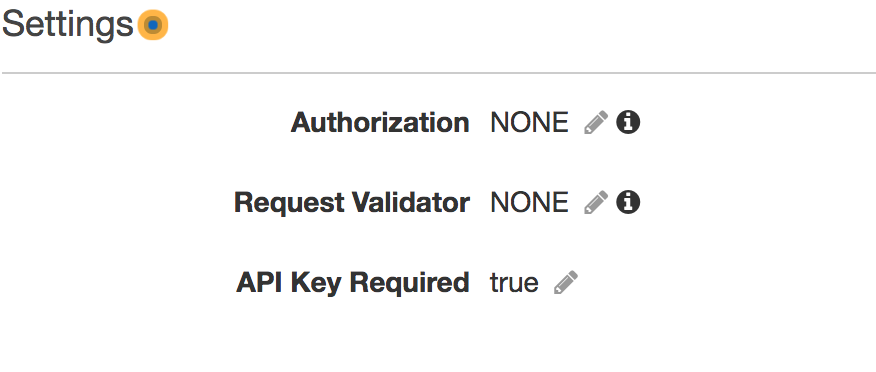 Settings
Authorization NONE
Request Validator NONE
API Key Required true